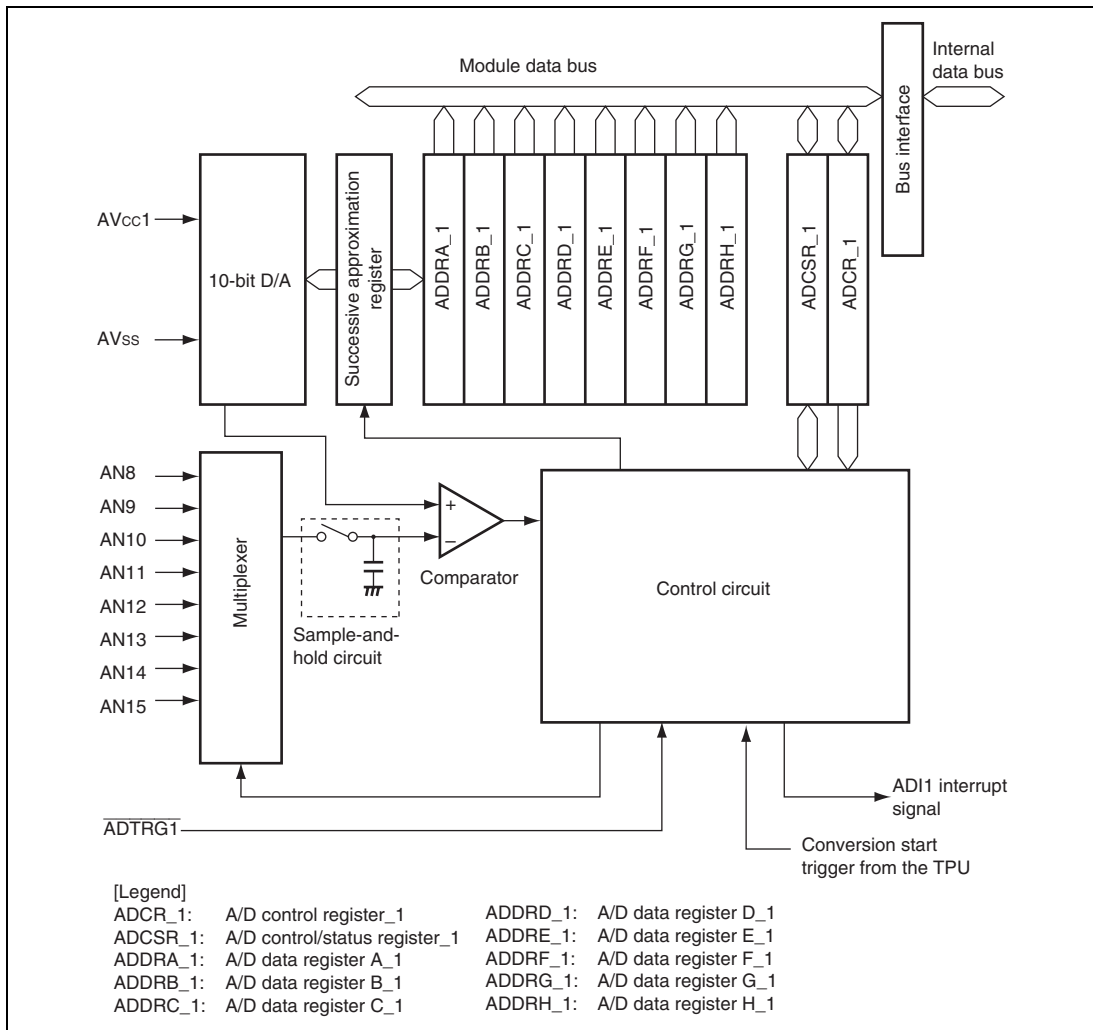 Module data bus
Internal
data bus
Bus interface
AVcc1
AVss
10-bit D/A
Successive approximation
register
ADDRA_1
ADDRB_1
ADDRC_1
ADDRD_1
ADDRE_1
ADDRF_1
ADDRG_1
ADDRH_1
ADCSR_1
ADCR_1
AN8
AN9
AN10
AN11
AN12
AN13
AN14
AN15
Multiplexer
+
−
Comparator
Sample-and-
hold circuit
Control circuit
ADI1 interrupt
signal
ADTRG1
Conversion start
trigger from the TPU
[Legend]
ADCR_1: A/D control register_1
ADCSR_1: A/D control/status register_1
ADDRA_1: A/D data register A_1
ADDRB_1: A/D data register B_1
ADDRC_1: A/D data register C_1
ADDRD_1: A/D data register D_1
ADDRE_1: A/D data register E_1
ADDRF_1: A/D data register F_1
ADDRG_1: A/D data register G_1
ADDRH_1: A/D data register H_1